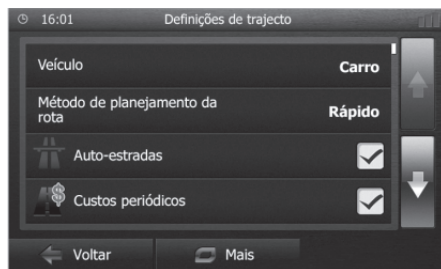 16:01
Definições de trajecto
Veículo
Carro
Método de planejamento da
rota
Rápido
Auto-estradas
Custos periódicos
Voltar
Mais